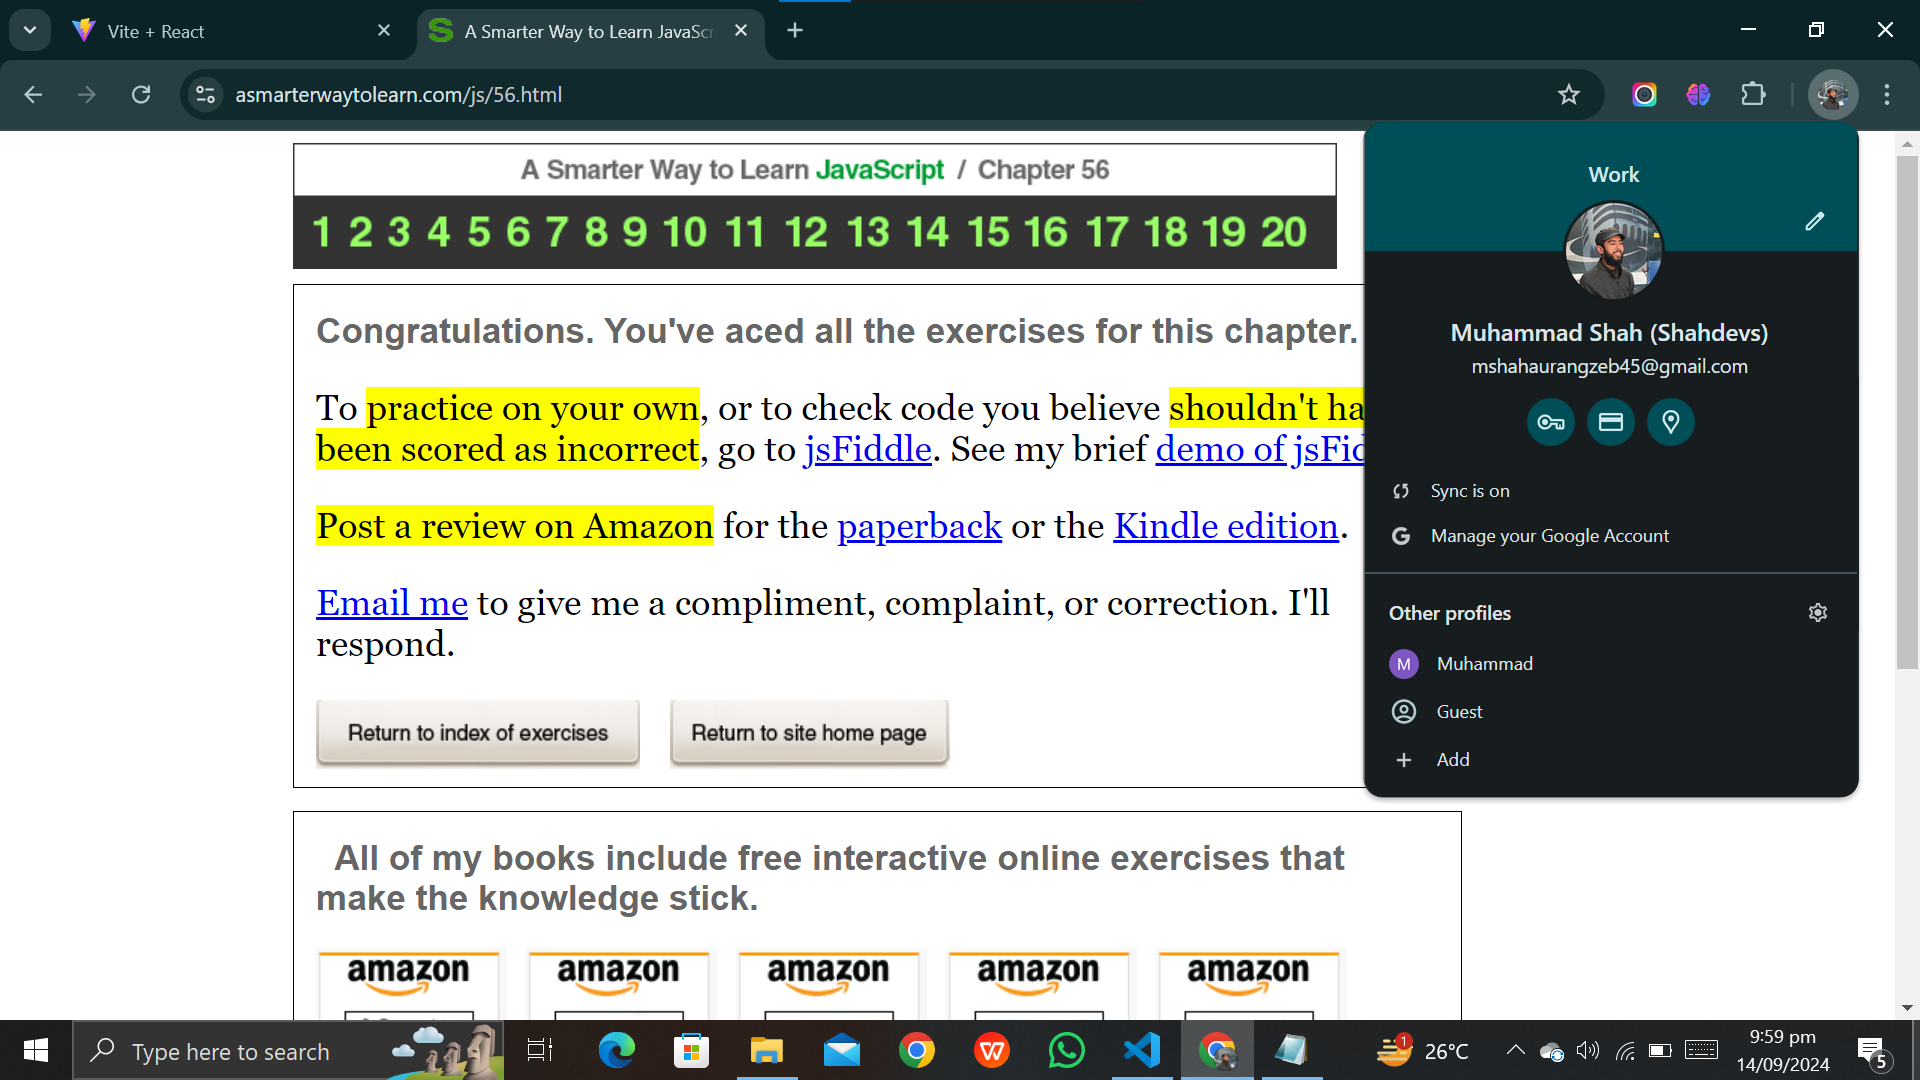 Vite + React
A Smarter Way to Learn JavaScr
asmarterwaytolearn.com/js/56.html
A Smarter Way to Learn JavaScript / Chapter 56
1 2 3 4 5 6 7 8 9 10 11 12 13 14 15 16 17 18 19 20
Congratulations. You've aced all the exercises for this chapter.
To practice on your own, or to check code you believe shouldn't ha
been scored as incorrect, go to jsFiddle. See my brief demo of jsFid
Post a review on Amazon for the paperback or the Kindle edition.
Email me to give me a compliment, complaint, or correction. I'll
respond.
Return to index of exercises
Return to site home page
All of my books include free interactive online exercises that
make the knowledge stick.
amazon amazon amazon amazon amazon
Work
Muhammad Shah (Shahdevs)
mshahaurangzeb45@gmail.com
Sync is on
Manage your Google Account
Other profiles
M
Muhammad
Guest
Add
Type here to search
1
26°C
9:59 pm
14/09/2024
5